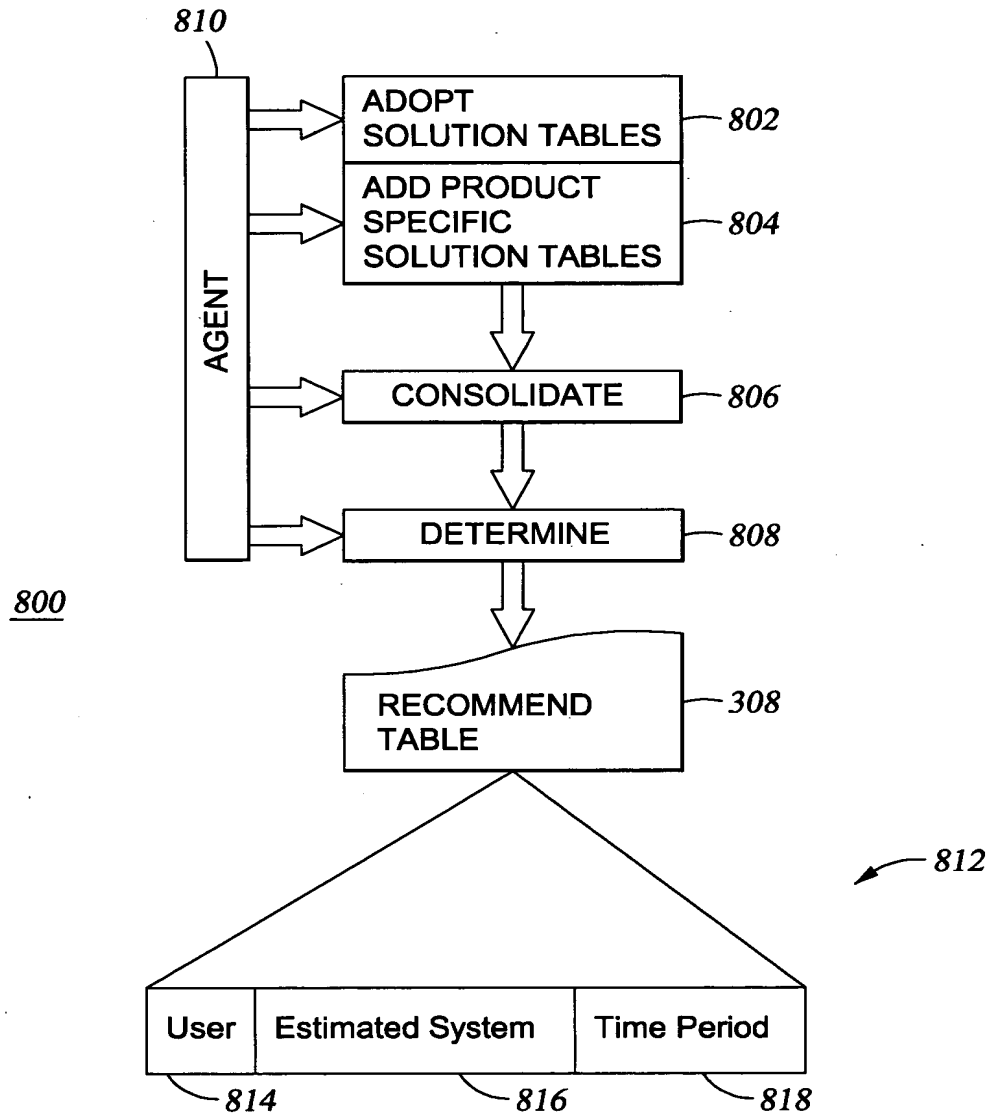 810
ADOPT
SOLUTION TABLES
802
ADD PRODUCT
SPECIFIC
SOLUTION TABLES
804
AGENT
CONSOLIDATE
806
DETERMINE
808
800
RECOMMEND
TABLE
308
812
User
Estimated System
Time Period
814
816
818